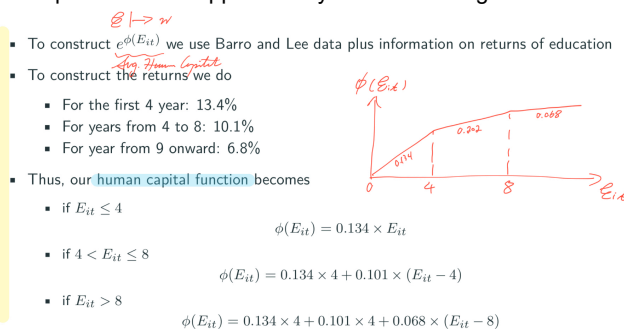 ▪ To construct e^{ϕ(E_{it})} we use Barro and Lee data plus information on returns of education
Avg. Human Capital
▪ To construct the returns we do
▪ For the first 4 year: 13.4%
▪ For years from 4 to 8: 10.1%
▪ For year from 9 onward: 6.8%
ϕ(E_{it})
0.134
0.202
0.068
0 4 8 E_{it}
▪ Thus, our human capital function becomes
▪ if E_{it} ≤ 4
ϕ(E_{it}) = 0.134 × E_{it}
▪ if 4 < E_{it} ≤ 8
ϕ(E_{it}) = 0.134 × 4 + 0.101 × (E_{it} − 4)
▪ if E_{it} > 8
ϕ(E_{it}) = 0.134 × 4 + 0.101 × 4 + 0.068 × (E_{it} − 8)